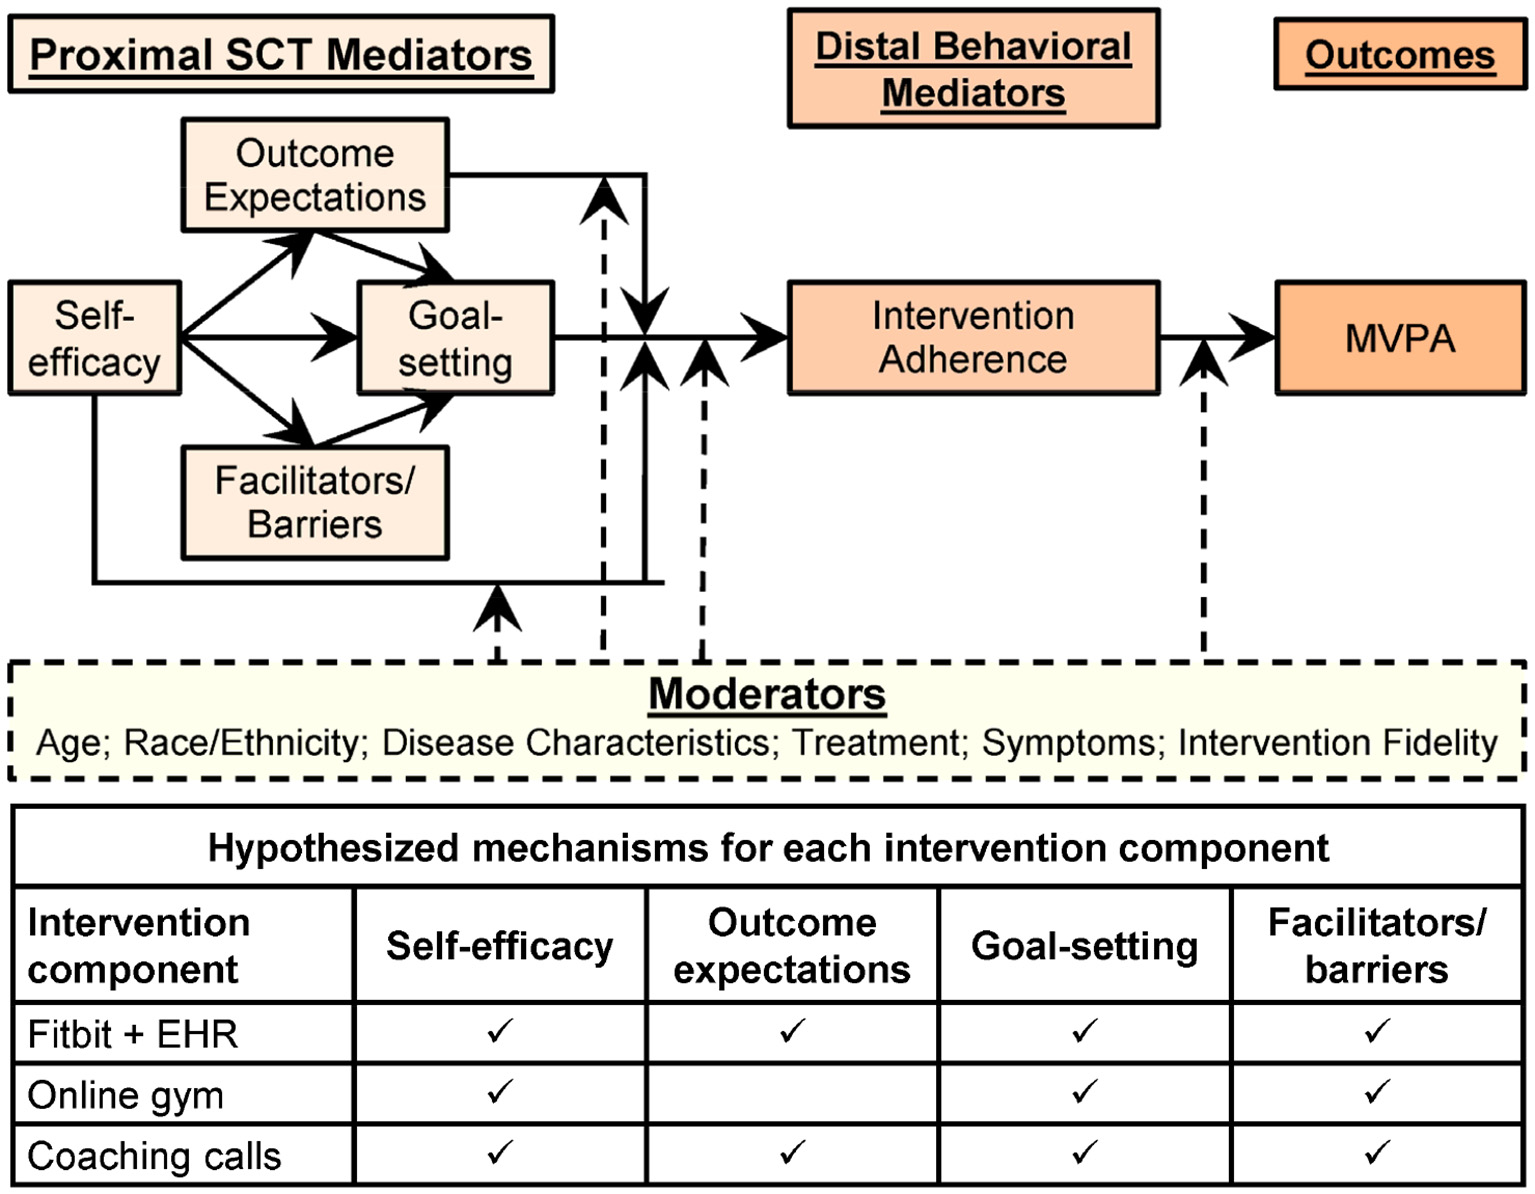 Proximal SCT Mediators
Distal Behavioral
Mediators
Outcomes
Outcome
Expectations
Self-
efficacy
Goal-
setting
Facilitators/
Barriers
Intervention
Adherence
MVPA
Moderators
Age; Race/Ethnicity; Disease Characteristics; Treatment; Symptoms; Intervention Fidelity
Hypothesized mechanisms for each intervention component
Intervention
component
Self-efficacy
Outcome
expectations
Goal-setting
Facilitators/
barriers
Fitbit + EHR ✓ ✓ ✓ ✓
Online gym ✓ ✓ ✓
Coaching calls ✓ ✓ ✓ ✓